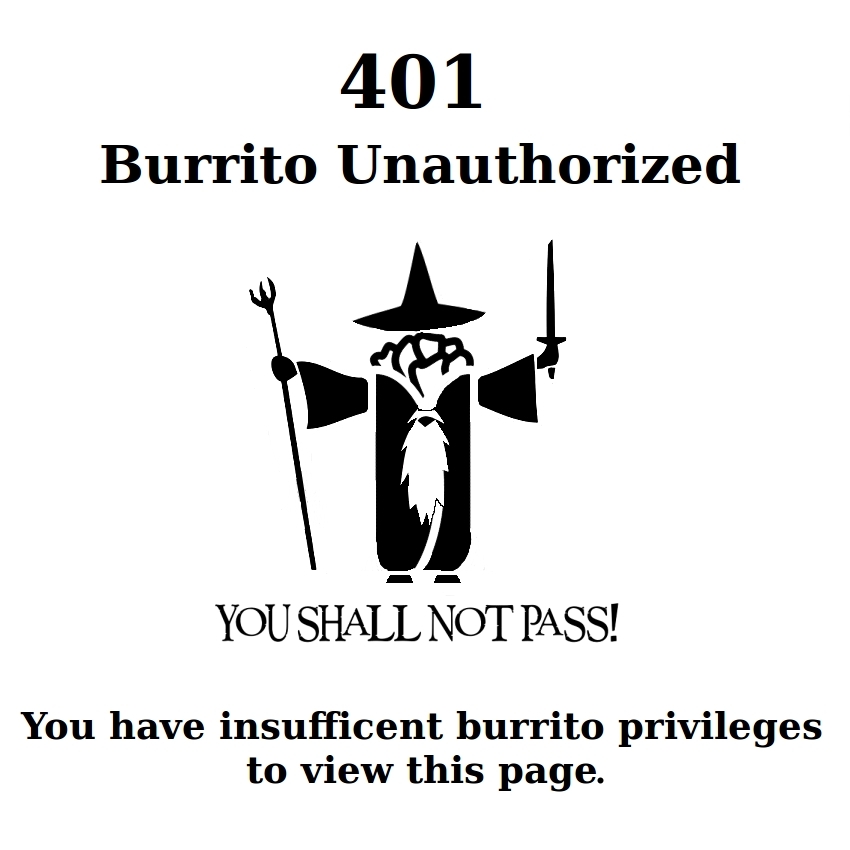 401
Burrito Unauthorized
YOU SHALL NOT PASS!
You have insufficent burrito privileges
to view this page.